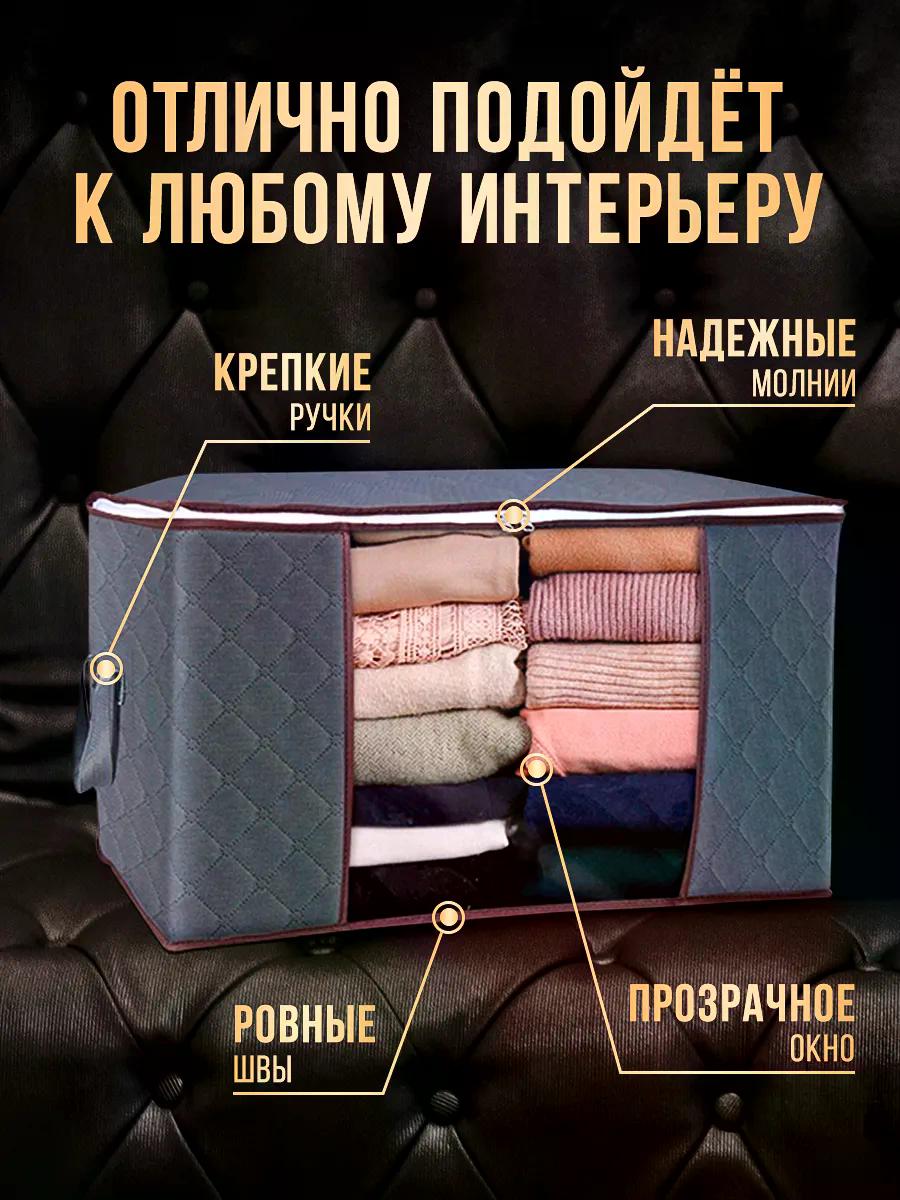 ОТЛИЧНО ПОДОЙДЁТ
К ЛЮБОМУ ИНТЕРЬЕРУ
НАДЕЖНЫЕ
МОЛНИИ
КРЕПКИЕ
РУЧКИ
ПРОЗРАЧНОЕ
ОКНО
РОВНЫЕ
ШВЫ